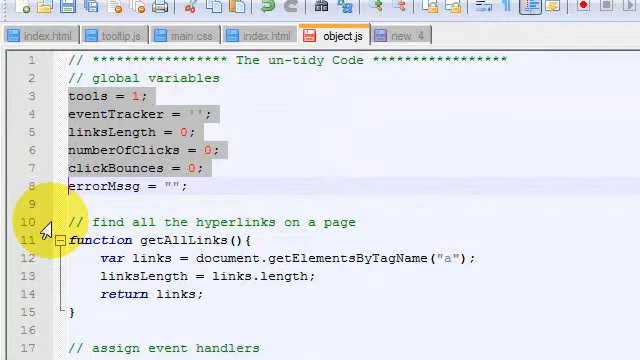 index.html tooltip.js main.css index.html object.js new 4
1 // ***************** The un-tidy Code *****************
2 // global variables
3 tools = 1;
4 eventTracker = '';
5 linksLength = 0;
6 numberOfClicks = 0;
7 clickBounces = 0;
8 errorMssg = "";
9
10 // find all the hyperlinks on a page
11 function getAllLinks(){
12 var links = document.getElementsByTagName("a");
13 linksLength = links.length;
14 return links;
15 }
16
17 // assign event handlers